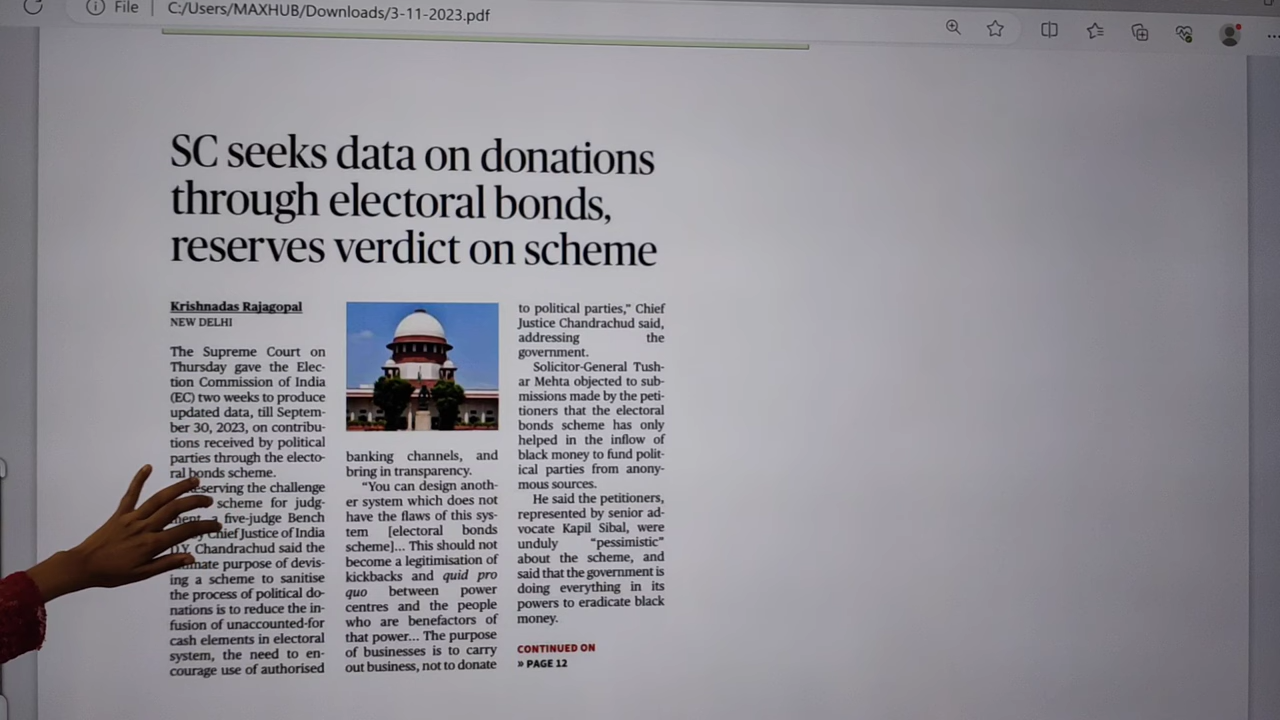 File
C:/Users/MAXHUB/Downloads/3-11-2023.pdf
SC seeks data on donations
through electoral bonds,
reserves verdict on scheme
Krishnadas Rajagopal
NEW DELHI
The Supreme Court on
Thursday gave the Elec-
tion Commission of India
(EC) two weeks to produce
updated data, till Septem-
ber 30, 2023, on contribu-
tions received by political
parties through the electo-
ral bonds scheme.
the challenge
scheme for judg-
five-judge Bench
Chief Justice of India
D.Y. Chandrachud said the
purpose of devis-
ing a scheme to sanitise
the process of political do-
nations is to reduce the in-
fusion of unaccounted-for
cash elements in electoral
system, the need to en-
courage use of authorised
banking channels, and
bring in transparency.
“You can design anoth-
er system which does not
have the flaws of this sys-
tem [electoral bonds
scheme]... This should not
become a legitimisation of
kickbacks and quid pro
quo between power
centres and the people
who are benefactors of
that power... The purpose
of businesses is to carry
out business, not to donate
to political parties,” Chief
Justice Chandrachud said,
addressing the
government.
Solicitor-General Tush-
ar Mehta objected to sub-
missions made by the peti-
tioners that the electoral
bonds scheme has only
helped in the inflow of
black money to fund polit-
ical parties from anony-
mous sources.
He said the petitioners,
represented by senior ad-
vocate Kapil Sibal, were
unduly “pessimistic”
about the scheme, and
said that the government is
doing everything in its
powers to eradicate black
money.
CONTINUED ON
» PAGE 12